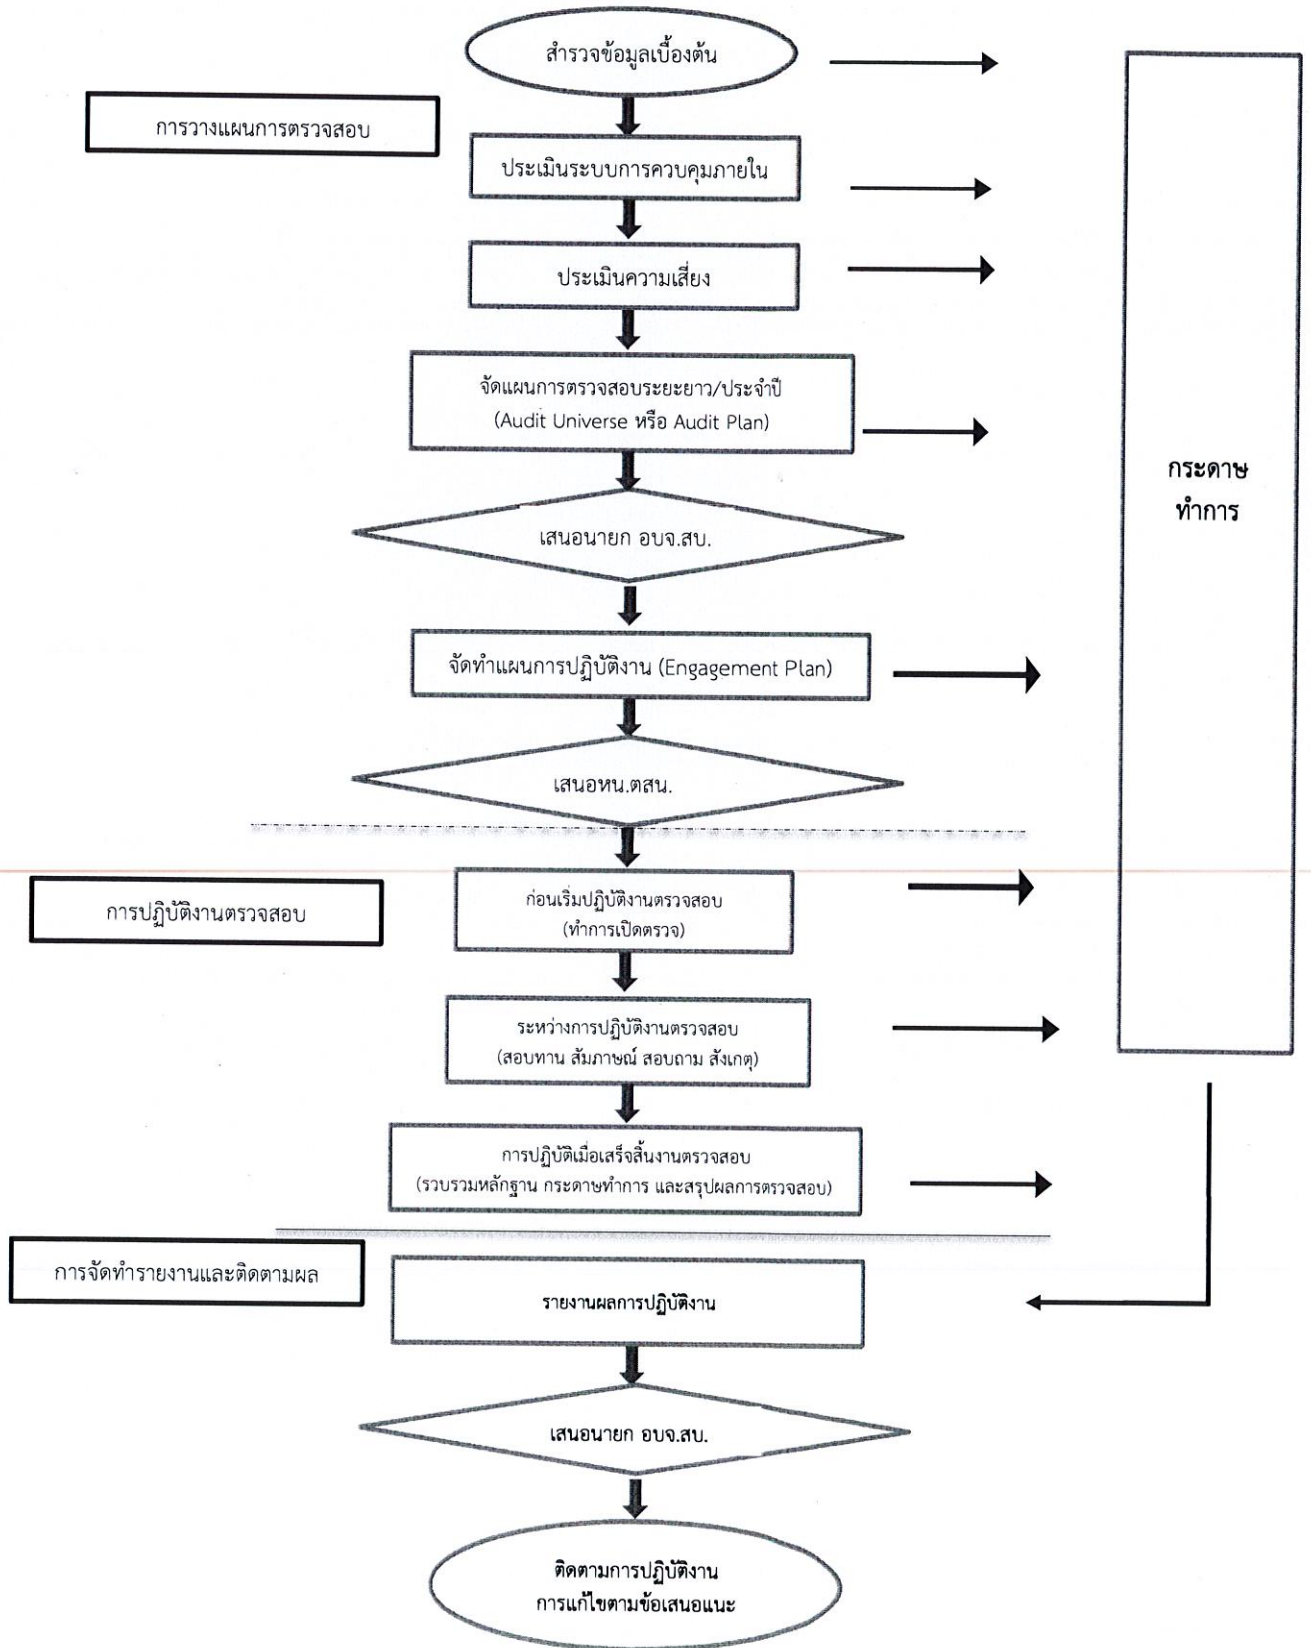 สำรวจข้อมูลเบื้องต้น
การวางแผนการตรวจสอบ
ประเมินระบบการควบคุมภายใน
ประเมินความเสี่ยง
จัดแผนการตรวจสอบระยะยาว/ประจำปี
(Audit Universe หรือ Audit Plan)
กระดาษ
ทำการ
เสนอนายก อบจ.สบ.
จัดทำแผนการปฏิบัติงาน (Engagement Plan)
เสนอหน.ตสน.
การปฏิบัติงานตรวจสอบ
ก่อนเริ่มปฏิบัติงานตรวจสอบ
(ทำการเปิดตรวจ)
ระหว่างการปฏิบัติงานตรวจสอบ
(สอบทาน สัมภาษณ์ สอบถาม สังเกตุ)
การปฏิบัติเมื่อเสร็จสิ้นงานตรวจสอบ
(รวบรวมหลักฐาน กระดาษทำการ และสรุปผลการตรวจสอบ)
การจัดทำรายงานและติดตามผล
รายงานผลการปฏิบัติงาน
เสนอนายก อบจ.สบ.
ติดตามการปฏิบัติงาน
การแก้ไขตามข้อเสนอแนะ